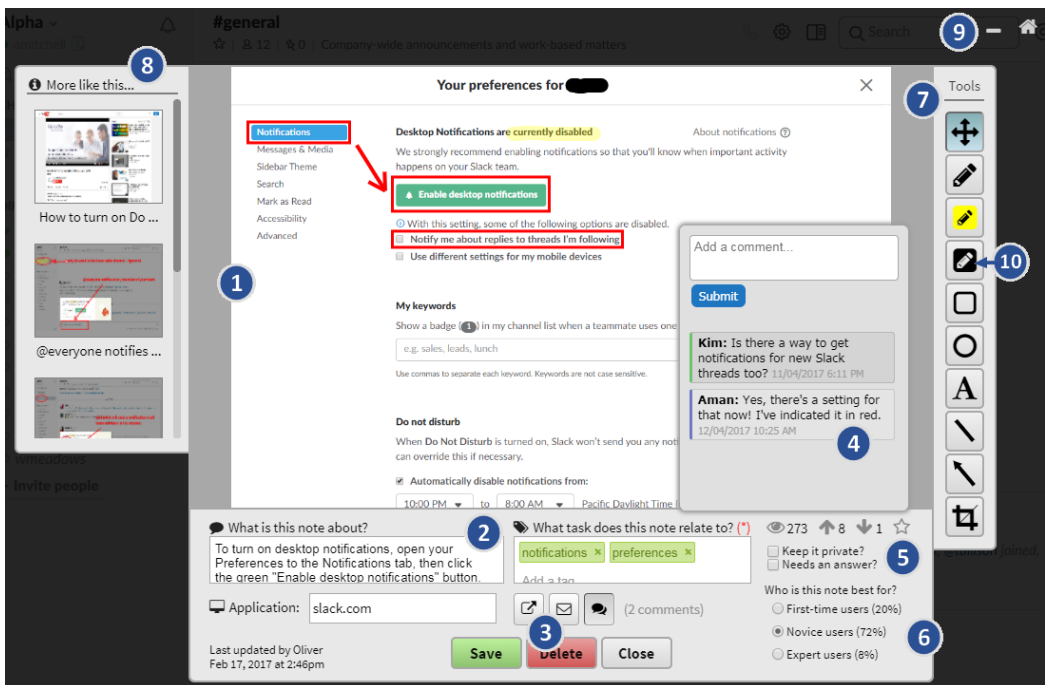 Alpha
#general
12 | 0 | Company-wide announcements and work-based matters
Search
9
8
More like this...
How to turn on Do ...
@everyone notifies ...
wmeadows
Invite people
1
Your preferences for
Notifications
Messages & Media
Sidebar Theme
Search
Mark as Read
Accessibility
Advanced
Desktop Notifications are currently disabled
About notifications
We strongly recommend enabling notifications so that you'll know when important activity
happens on your Slack team.
Enable desktop notifications
With this setting, some of the following options are disabled.
Notify me about replies to threads I'm following
Use different settings for my mobile devices
My keywords
Show a badge (1) in my channel list when a teammate uses one
e.g. sales, leads, lunch
Use commas to separate each keyword. Keywords are not case sensitive.
Do not disturb
When Do Not Disturb is turned on, Slack won't send you any
can override this if necessary.
Automatically disable notifications from:
10:00 PM to 8:00 AM Pacific Daylight Time
Add a comment...
Submit
Kim: Is there a way to get
notifications for new Slack
threads too? 11/04/2017 6:11 PM
Aman: Yes, there's a setting for
that now! I've indicated it in red.
12/04/2017 10:25 AM
4
7
Tools
10
A
What is this note about?
2
To turn on desktop notifications, open your
Preferences to the Notifications tab, then click
the green "Enable desktop notifications" button.
Application: slack.com
Last updated by Oliver
Feb 17, 2017 at 2:46pm
What task does this note relate to? (*)
notifications × preferences ×
Add a tag
(2 comments)
3
Save
Delete
Close
273 8 1
Keep it private?
Needs an answer?
5
Who is this note best for?
First-time users (20%)
Novice users (72%)
Expert users (8%)
6
joined,